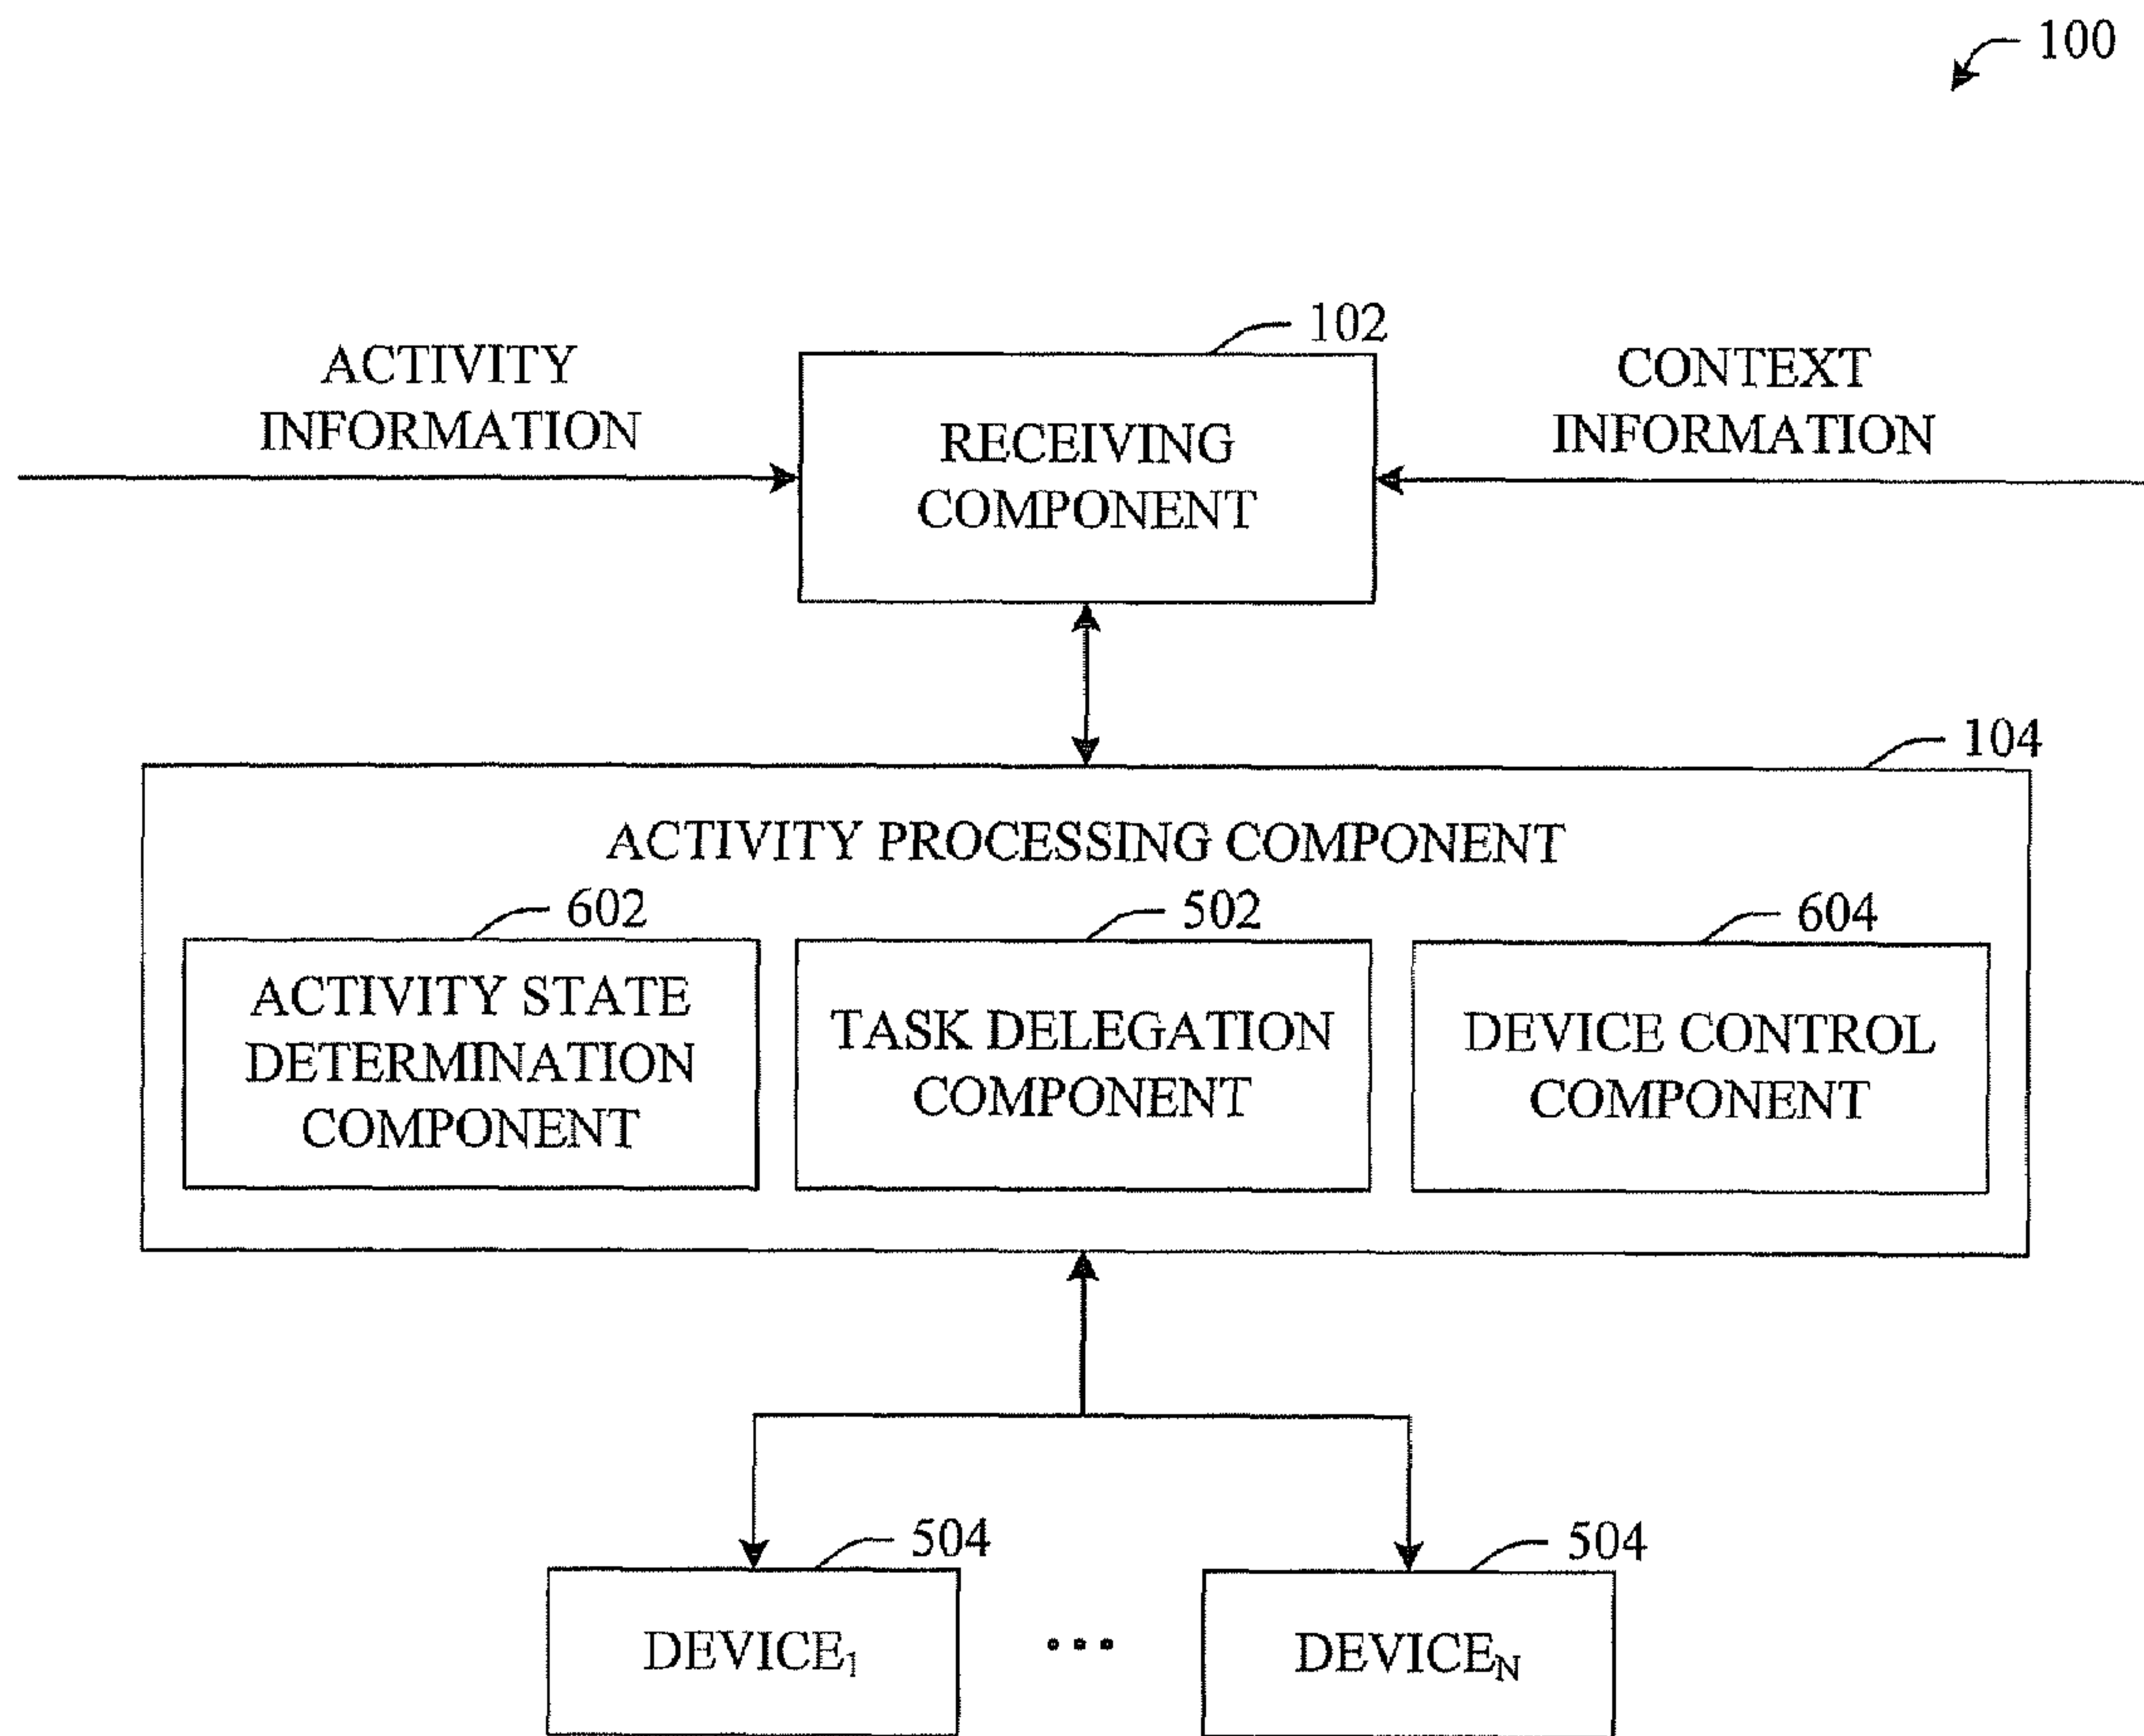 100
102
ACTIVITY
INFORMATION
RECEIVING
COMPONENT
CONTEXT
INFORMATION
104
ACTIVITY PROCESSING COMPONENT
602
502
604
ACTIVITY STATE
DETERMINATION
COMPONENT
TASK DELEGATION
COMPONENT
DEVICE CONTROL
COMPONENT
504
504
DEVICE₁
...
DEVICE_N